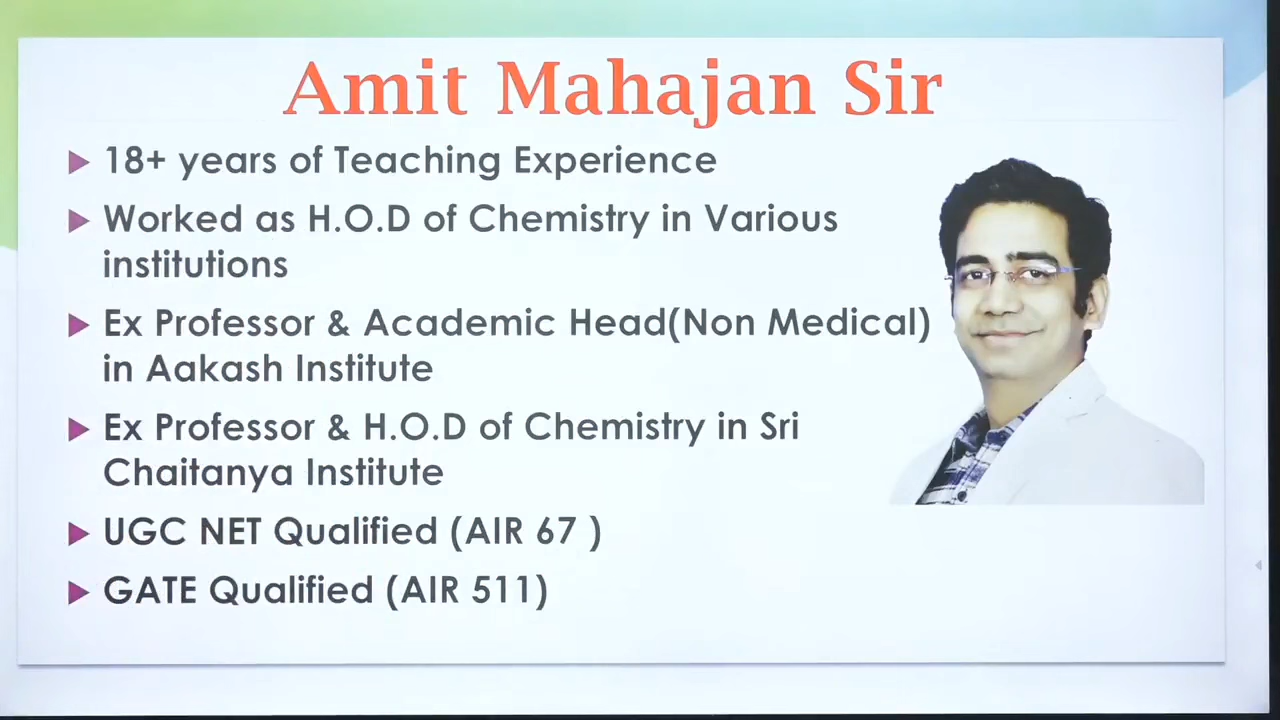 Amit Mahajan Sir
18+ years of Teaching Experience
Worked as H.O.D of Chemistry in Various
institutions
Ex Professor & Academic Head(Non Medical)
in Aakash Institute
Ex Professor & H.O.D of Chemistry in Sri
Chaitanya Institute
UGC NET Qualified (AIR 67 )
GATE Qualified (AIR 511)